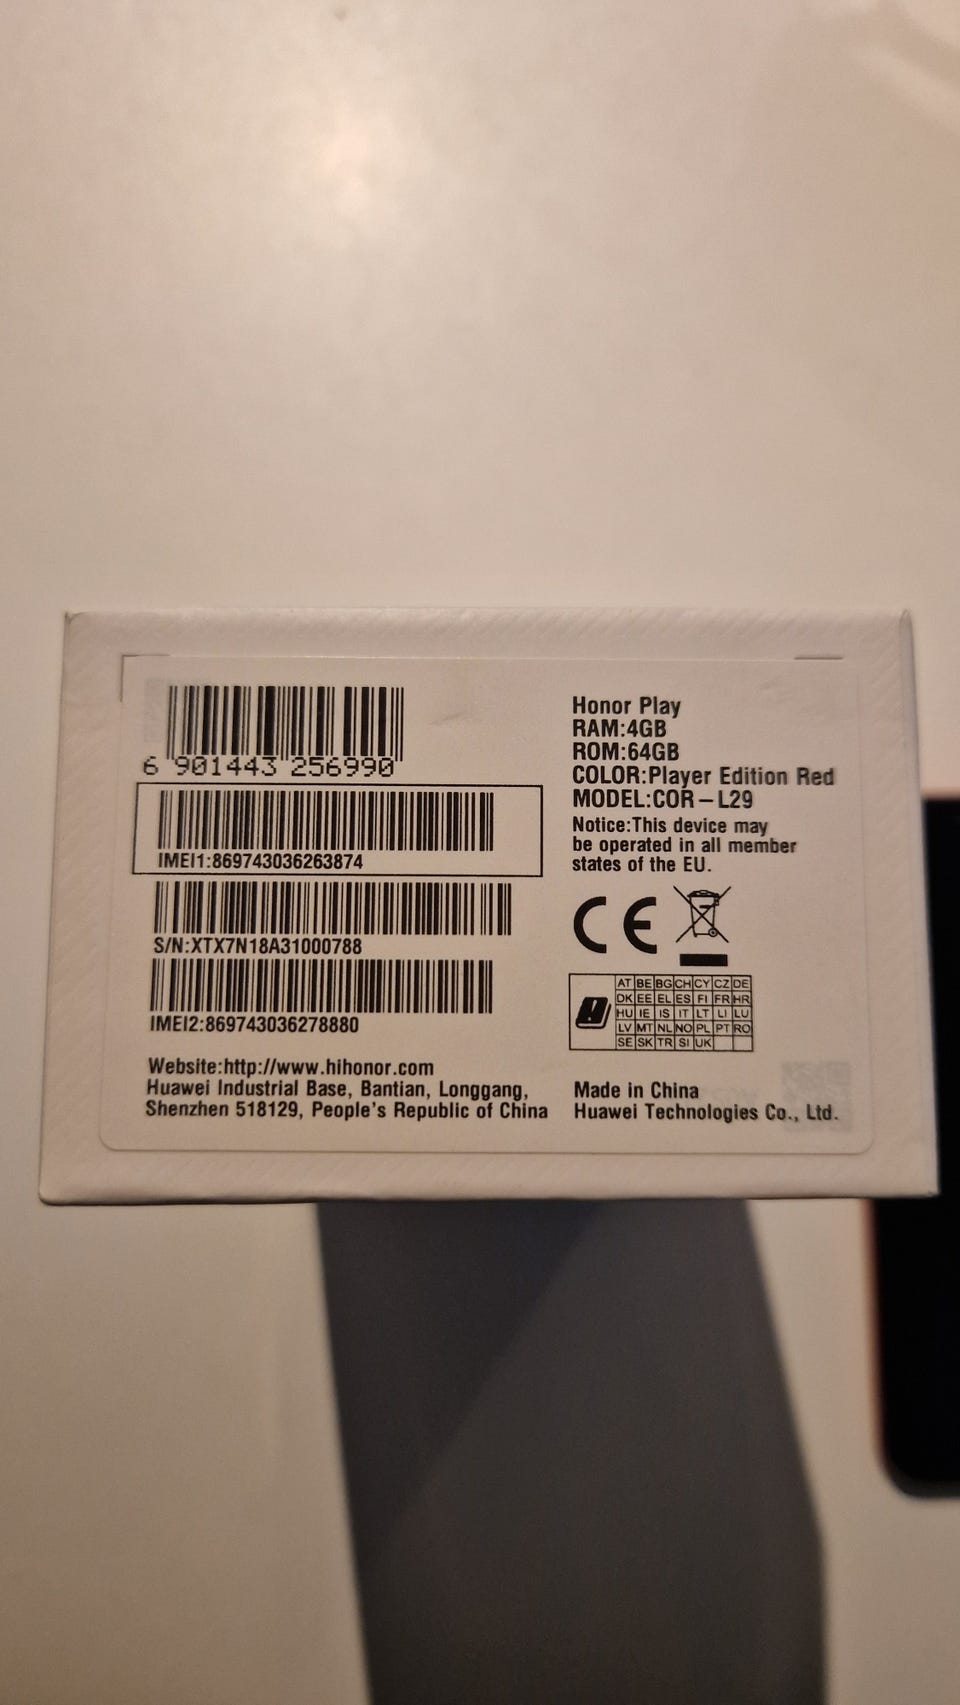 6 901443 256990
IMEI1:869743036263874
S/N:XTX7N18A31000788
IMEI2:869743036278880
Website:http://www.hihonor.com
Huawei Industrial Base, Bantian, Longgang,
Shenzhen 518129, People's Republic of China
Honor Play
RAM:4GB
ROM:64GB
COLOR:Player Edition Red
MODEL:COR–L29
Notice:This device may
be operated in all member
states of the EU.
CE
AT BE BG CH CY CZ DE
DK EE EL ES FI FR HR
HU IE IS IT LT LI LU
LV MT NL NO PL PT RO
SE SK TR SI UK
Made in China
Huawei Technologies Co., Ltd.